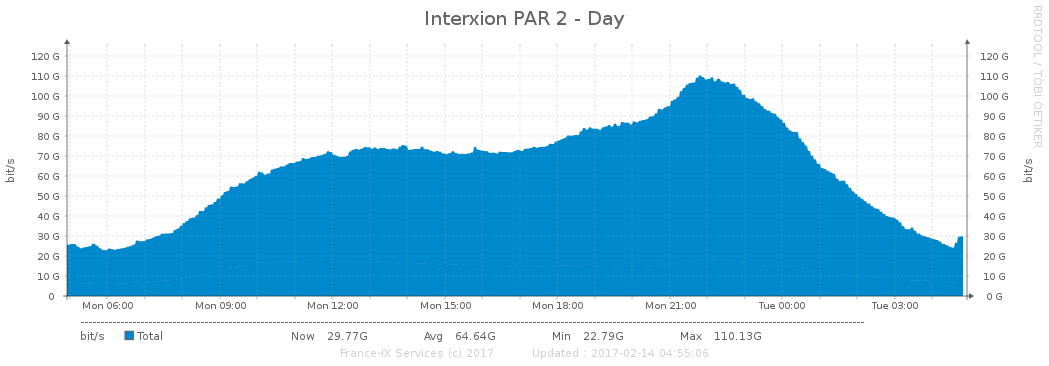 Interxion PAR 2 - Day
RRDTOOL / TOBI OETIKER
120 G 120 G
110 G 110 G
100 G 100 G
90 G 90 G
80 G 80 G
70 G 70 G
60 G 60 G
50 G 50 G
40 G 40 G
30 G 30 G
20 G 20 G
10 G 10 G
0 0 G
bit/s
bit/s
Mon 06:00 Mon 09:00 Mon 12:00 Mon 15:00 Mon 18:00 Mon 21:00 Tue 00:00 Tue 03:00
bit/s Total Now 29.77G Avg 64.64G Min 22.79G Max 110.13G
France-IX Services (c) 2017 Updated : 2017-02-14 04:55:06